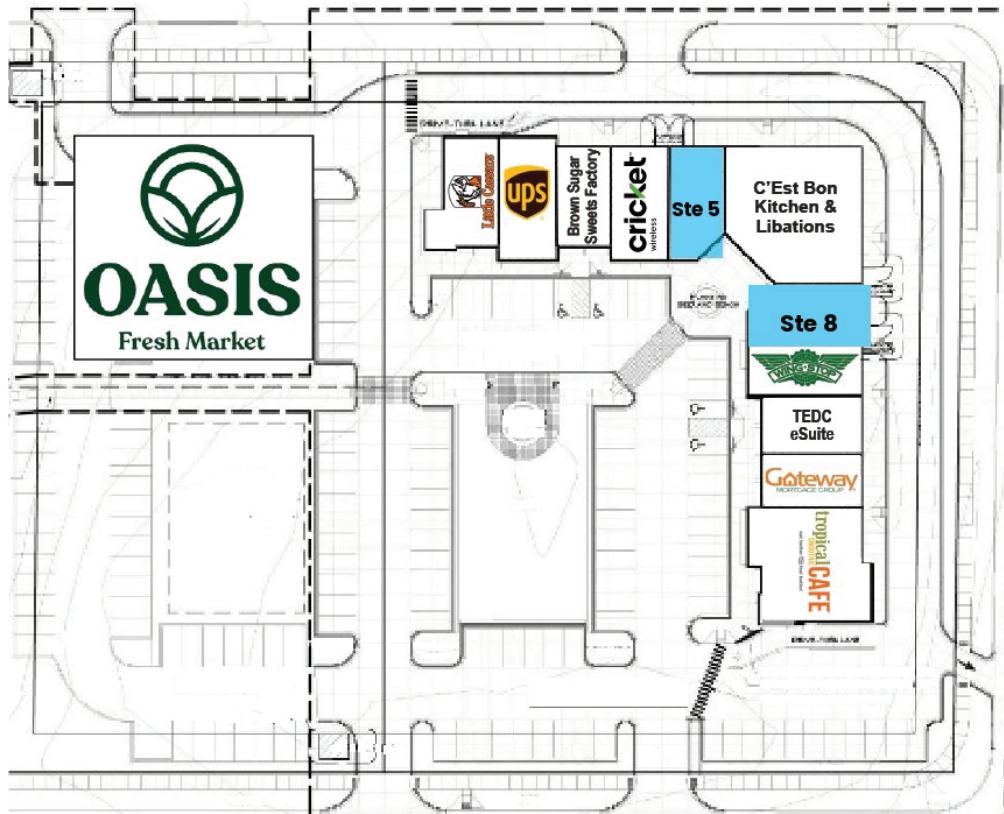 OASIS
Fresh Market
DRIVE-THRU LANE
Little Caesars
ups
Brown Sugar
Sweets Factory
cricket
wireless
Ste 5
C'Est Bon
Kitchen &
Libations
Ste 8
WING·STOP
TEDC
eSuite
Gateway
MORTGAGE GROUP
tropical
CAFE
DRIVE-THRU LANE